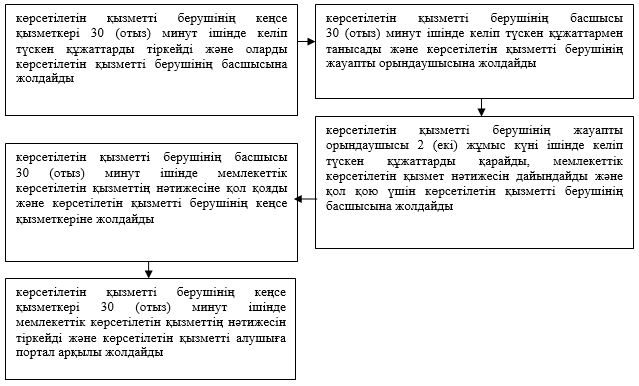 көрсетілетін қызметті берушінің кеңсе
қызметкері 30 (отыз) минут ішінде келіп
түскен құжаттарды тіркейді және оларды
көрсетілетін қызметті берушінің басшысына
жолдайды
көрсетілетін қызметті берушінің басшысы
30 (отыз) минут ішінде келіп түскен құжаттармен
танысады және көрсетілетін қызметті берушінің
жауапты орындаушысына жолдайды
көрсетілетін қызметті берушінің жауапты
орындаушысы 2 (екі) жұмыс күні ішінде келіп
түскен құжаттарды қарайды, мемлекеттік
көрсетілетін қызмет нәтижесін дайындайды және
қол қою үшін көрсетілетін қызметті берушінің
басшысына жолдайды
көрсетілетін қызметті берушінің басшысы
30 (отыз) минут ішінде мемлекеттік
көрсетілетін қызметтің нәтижесіне қол қояды
және көрсетілетін қызметті берушінің кеңсе
қызметкеріне жолдайды
көрсетілетін қызметті берушінің кеңсе
қызметкері 30 (отыз) минут ішінде
мемлекеттік көрсетілетін қызметтің нәтижесін
тіркейді және көрсетілетін қызметті алушыға
портал арқылы жолдайды